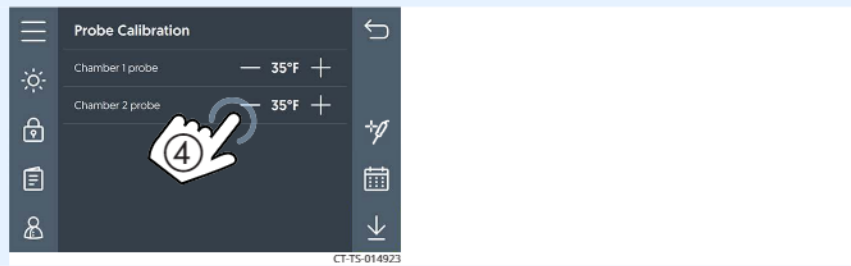 Probe Calibration
Chamber 1 probe — 35°F +
Chamber 2 probe — 35°F +
4
CT-TS-014923